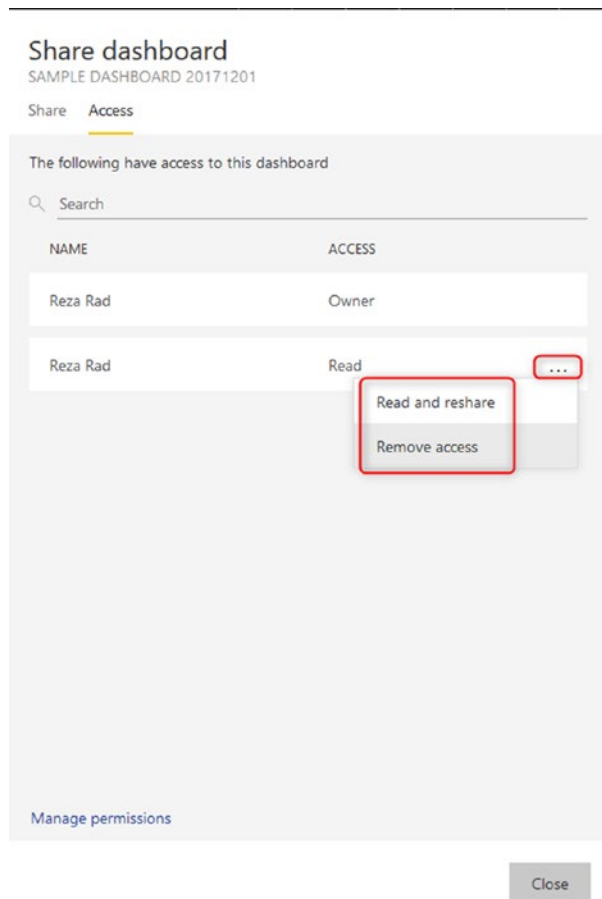 Share dashboard
SAMPLE DASHBOARD 20171201
Share Access
The following have access to this dashboard
Search
NAME ACCESS
Reza Rad Owner
Reza Rad Read ...
Read and reshare
Remove access
Manage permissions
Close